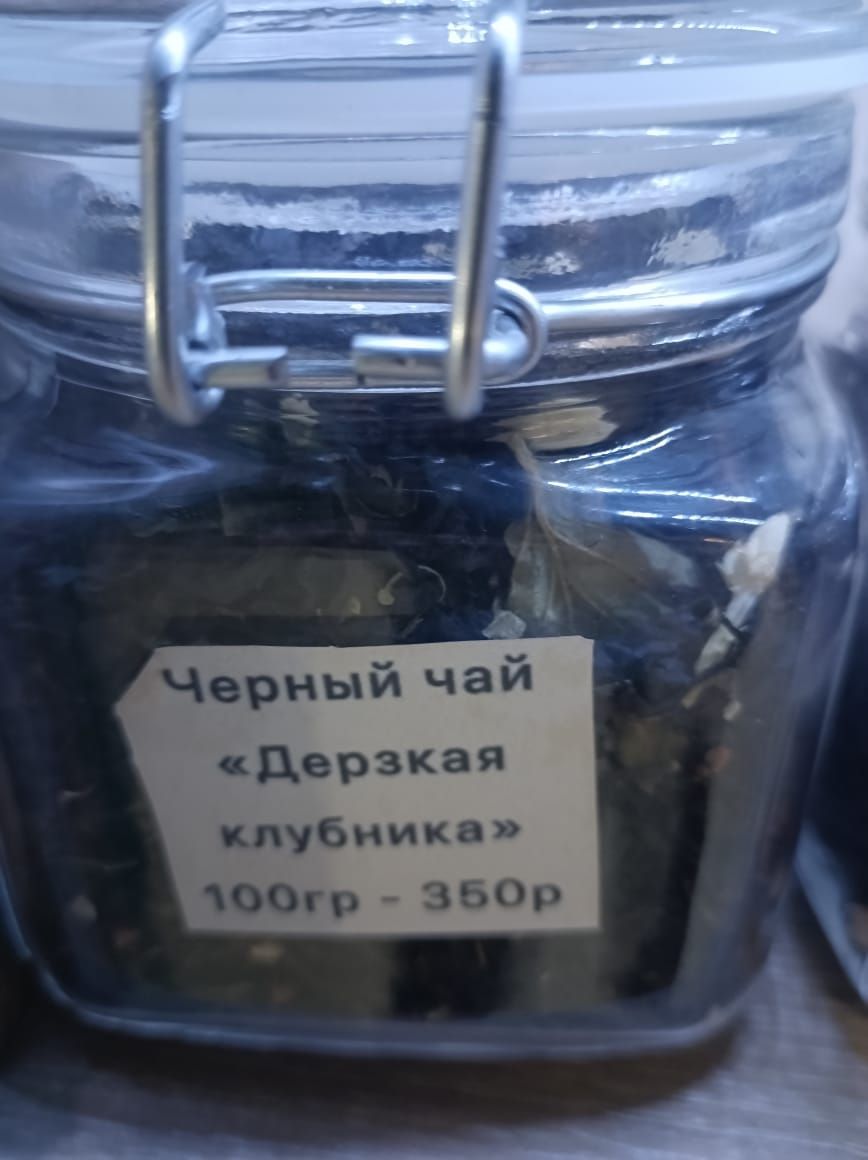 Черный чай
«Дерзкая
клубника»
100гр - 350р